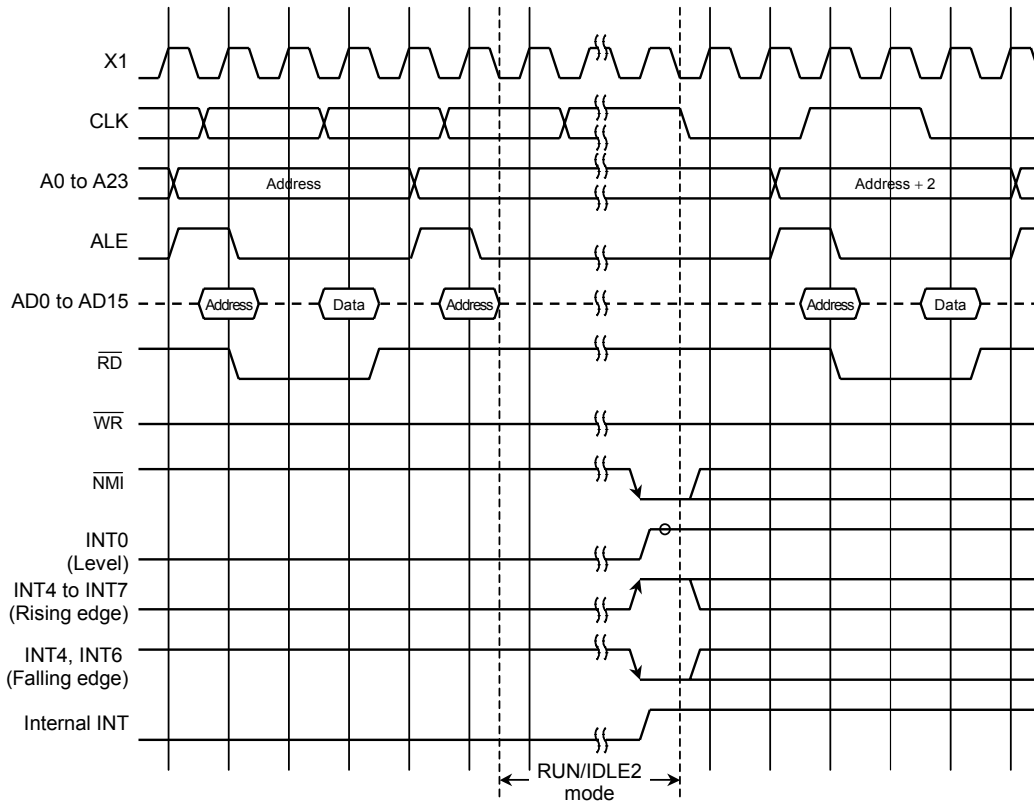 X1
CLK
A0 to A23
Address
Address + 2
ALE
AD0 to AD15
Address
Data
Address
Address
Data
RD
WR
NMI
INT0
(Level)
INT4 to INT7
(Rising edge)
INT4, INT6
(Falling edge)
Internal INT
RUN/IDLE2
mode